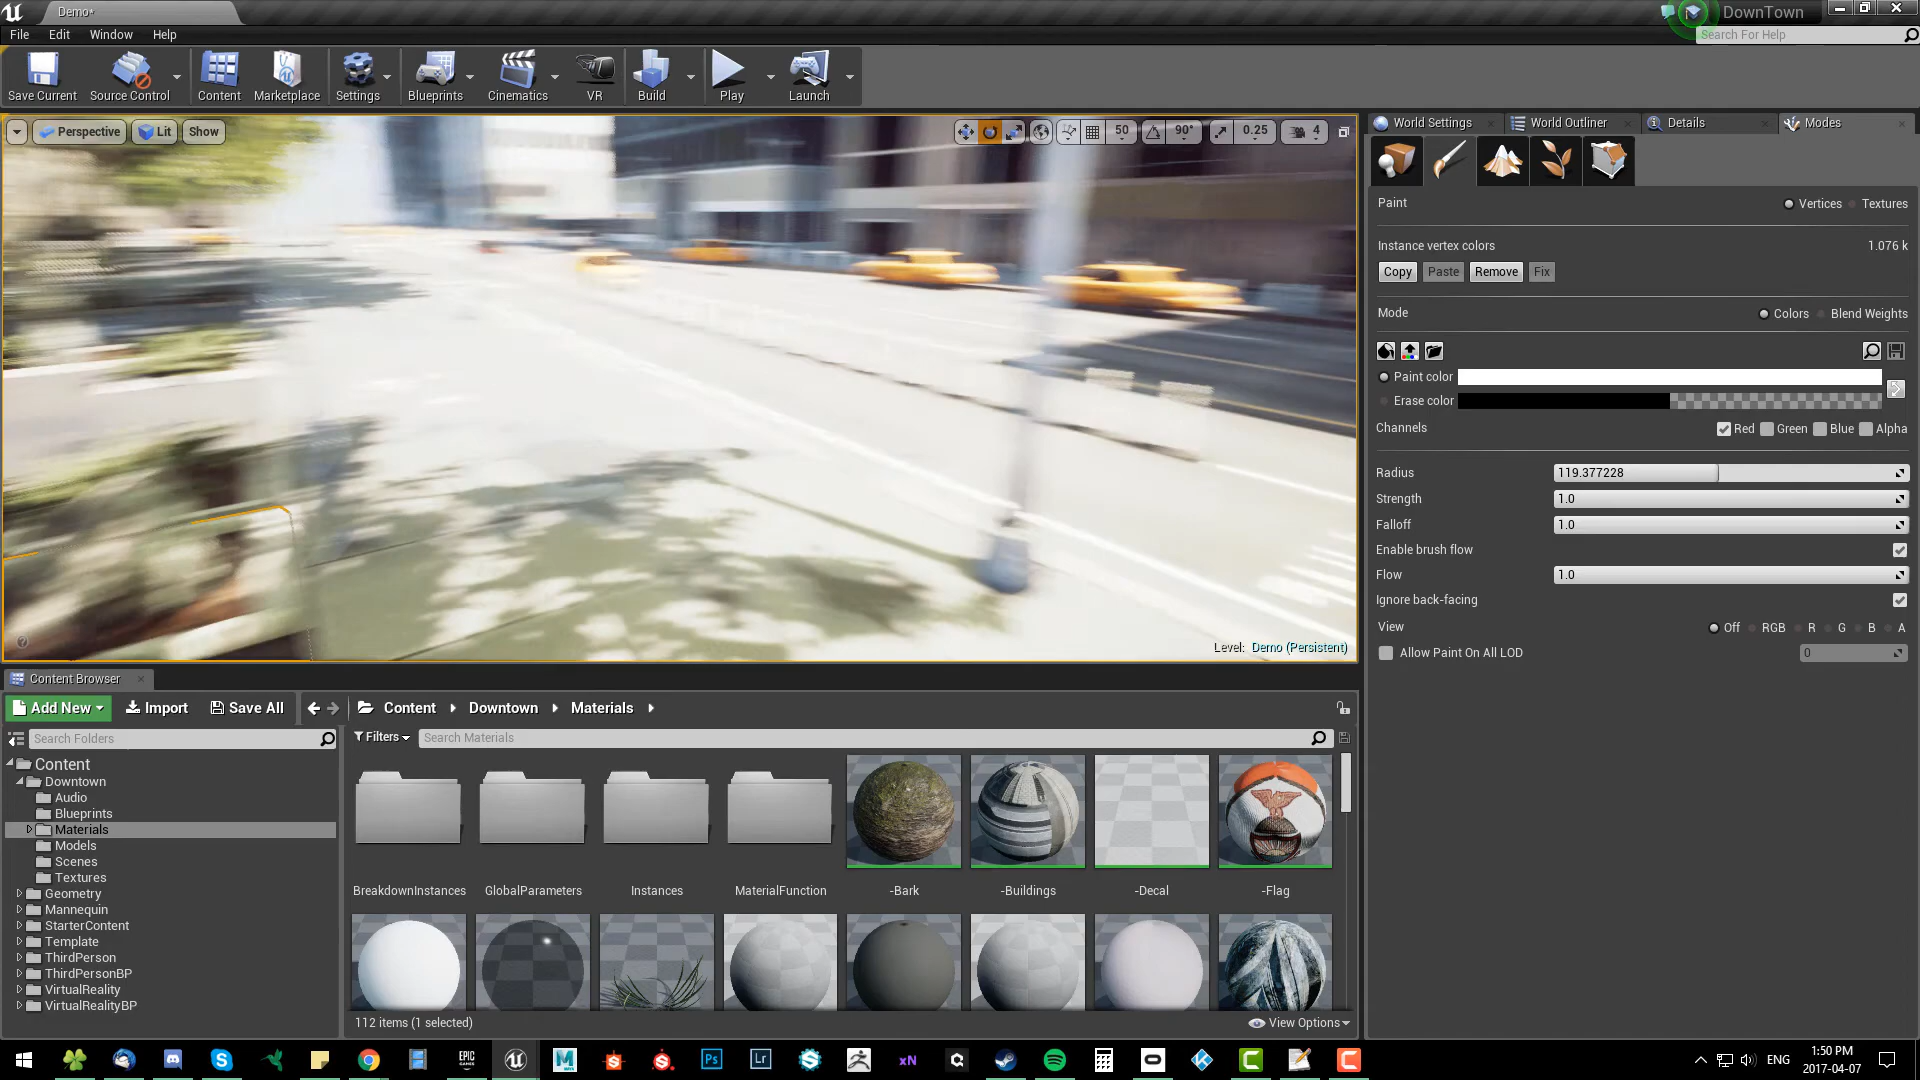 Demo*
DownTown
File Edit Window Help
Search For Help
Save Current Source Control Content Marketplace Settings Blueprints Cinematics VR Build Play Launch
Perspective Lit Show
50 90° 0.25 4
World Settings World Outliner Details Modes
Paint Vertices Textures
Instance vertex colors 1.076 k
Copy Paste Remove Fix
Mode Colors Blend Weights
Paint color
Erase color
Channels Red Green Blue Alpha
Radius 119.377228
Strength 1.0
Falloff 1.0
Enable brush flow
Flow 1.0
Ignore back-facing
View Off RGB R G B A
Allow Paint On All LOD 0
Level: Demo (Persistent)
Content Browser
Add New Import Save All Content Downtown Materials
Search Folders
Filters Search Materials
Content
Downtown
Audio
Blueprints
Materials
Models
Scenes
Textures
Geometry
Mannequin
StarterContent
Template
ThirdPerson
ThirdPersonBP
VirtualReality
VirtualRealityBP
BreakdownInstances GlobalParameters Instances MaterialFunction -Bark -Buildings -Decal -Flag
112 items (1 selected)
View Options
EPIC GAMES
Ps
Lr
xN
ENG
1:50 PM
2017-04-07